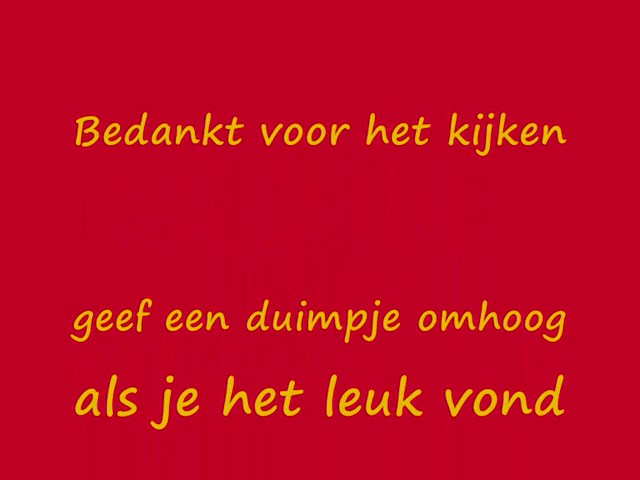 Bedankt voor het kijken
geef een duimpje omhoog
als je het leuk vond